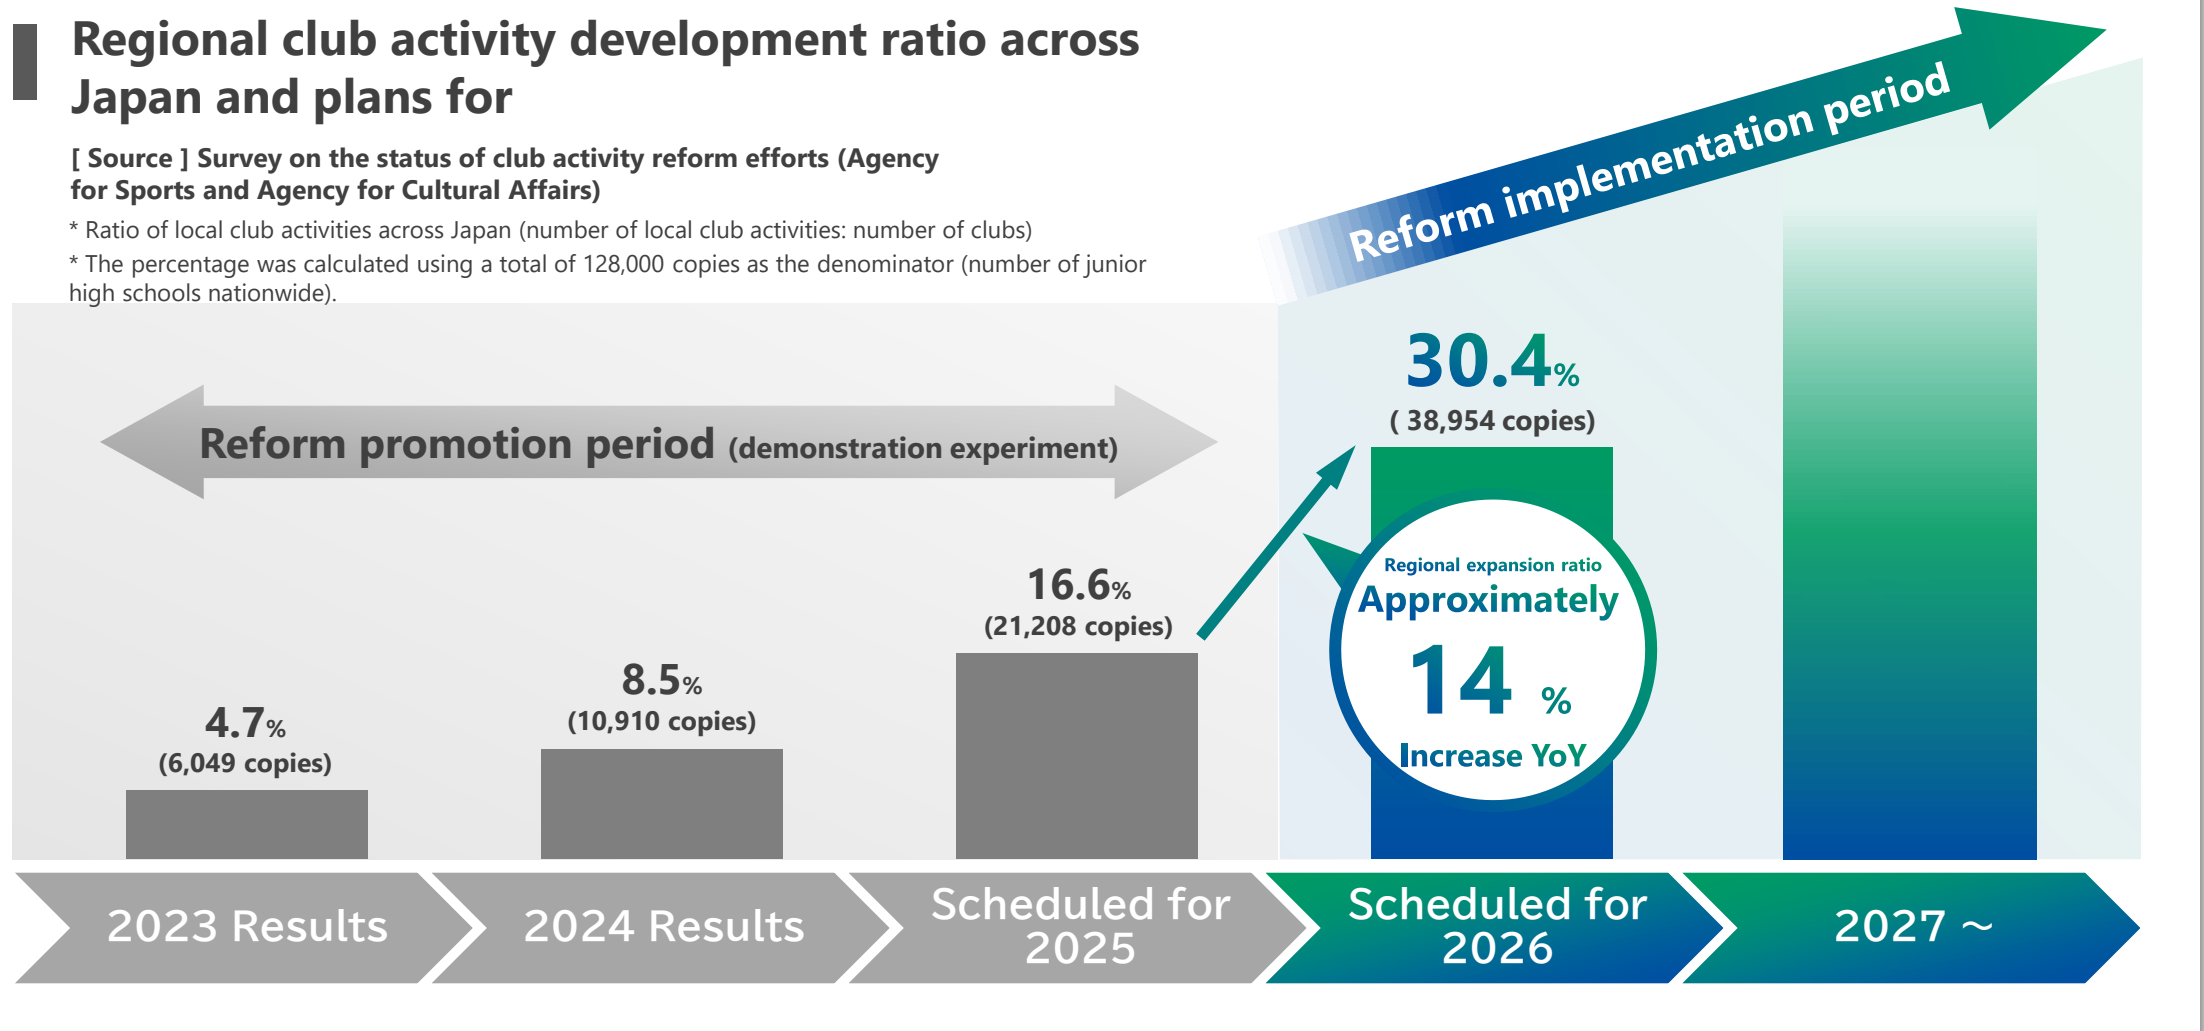 Regional club activity development ratio across
Japan and plans for
[ Source ] Survey on the status of club activity reform efforts (Agency
for Sports and Agency for Cultural Affairs)
* Ratio of local club activities across Japan (number of local club activities: number of clubs)
* The percentage was calculated using a total of 128,000 copies as the denominator (number of junior
high schools nationwide).
Reform implementation period
Reform promotion period (demonstration experiment)
4.7%
(6,049 copies)
8.5%
(10,910 copies)
16.6%
(21,208 copies)
30.4%
( 38,954 copies)
Regional expansion ratio
Approximately
14 %
Increase YoY
2023 Results
2024 Results
Scheduled for
2025
Scheduled for
2026
2027 ~